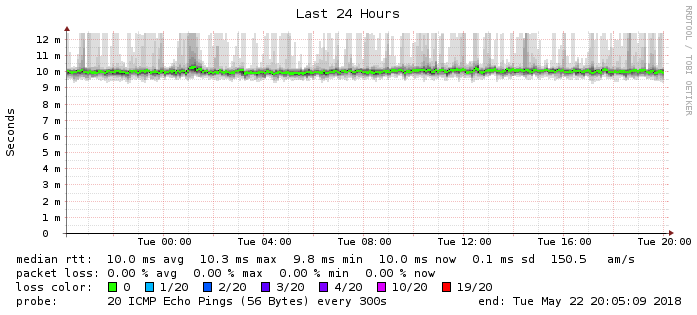 Last 24 Hours
RRDTOOL / TOBI OETIKER
Seconds
12 m
11 m
10 m
9 m
8 m
7 m
6 m
5 m
4 m
3 m
2 m
1 m
0
Tue 00:00 Tue 04:00 Tue 08:00 Tue 12:00 Tue 16:00 Tue 20:00
median rtt: 10.0 ms avg 10.3 ms max 9.8 ms min 10.0 ms now 0.1 ms sd 150.5 am/s
packet loss: 0.00 % avg 0.00 % max 0.00 % min 0.00 % now
loss color: 0 1/20 2/20 3/20 4/20 10/20 19/20
probe: 20 ICMP Echo Pings (56 Bytes) every 300s end: Tue May 22 20:05:09 2018